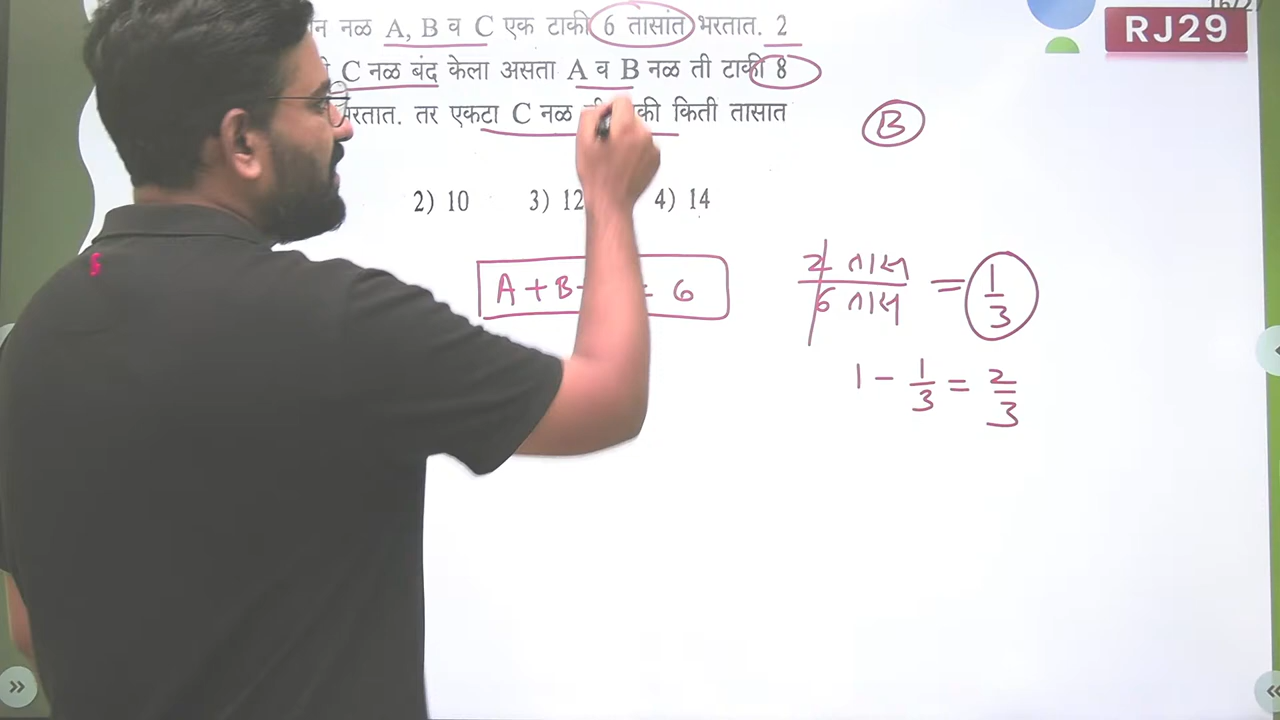 नळ A, B व C एक टाकी 6 तासांत भरतात. 2
C नळ बंद केला असता A व B नळ ती टाकी 8
भरतात. तर एकटा C नळ किती तासात
2) 10 3) 12 4) 14
RJ29
B
A + B = 6
2 तास
6 तास
= 1/3
1 - 1/3 = 2/3